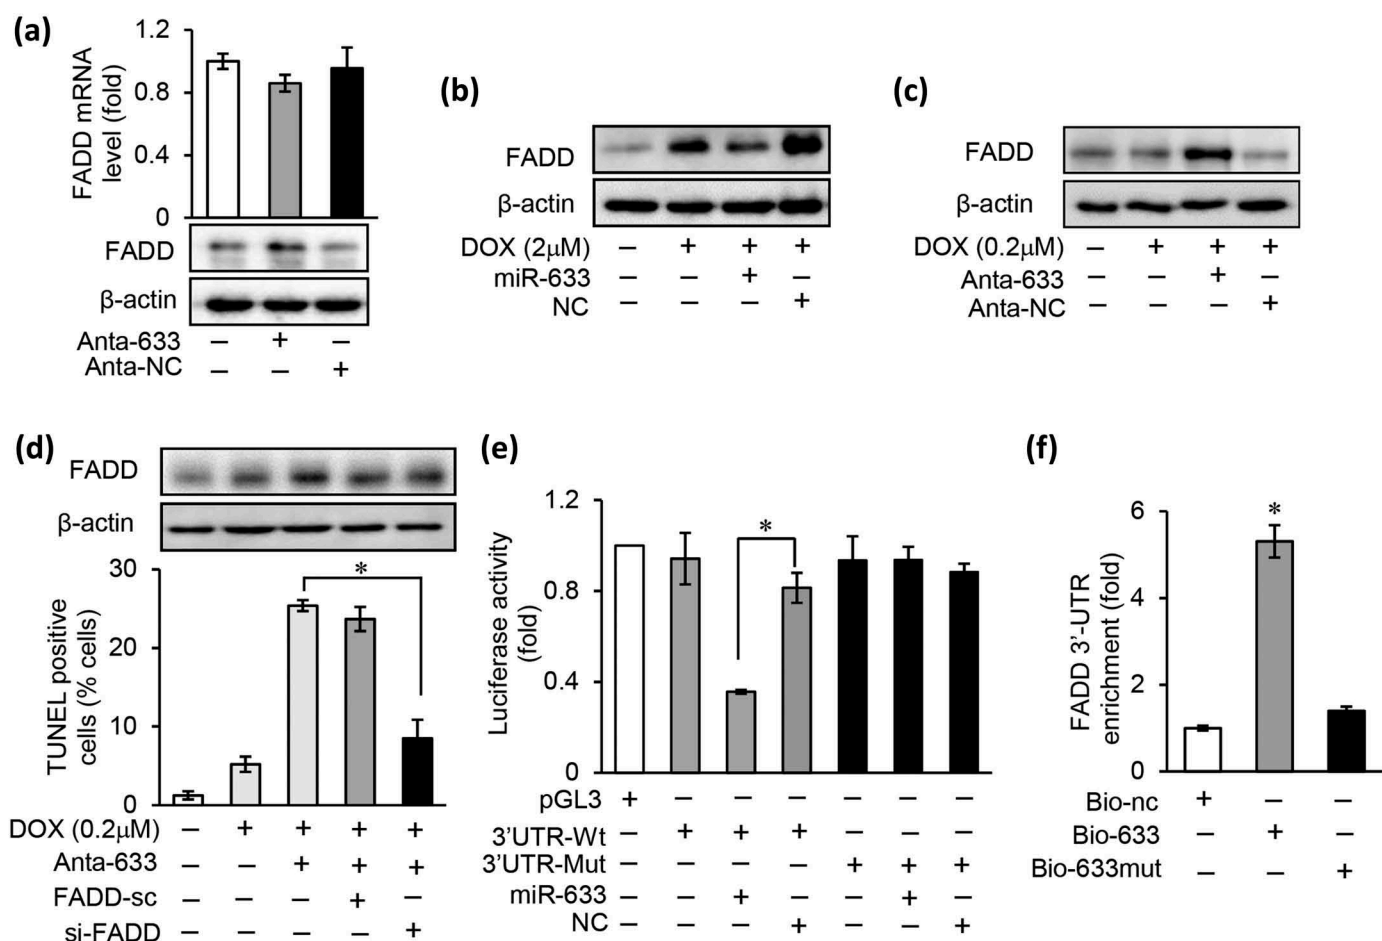 (a)
FADD mRNA
level (fold)
1.2
0.8
0.4
0
FADD
β-actin
Anta-633 – + –
Anta-NC – – +
(b)
FADD
β-actin
DOX (2μM) – + + +
miR-633 – – + –
NC – – – +
(c)
FADD
β-actin
DOX (0.2μM) – + + +
Anta-633 – – + –
Anta-NC – – – +
(d)
FADD
β-actin
TUNEL positive
cells (% cells)
30
20
10
0
*
DOX (0.2μM) – + + + +
Anta-633 – – + + +
FADD-sc – – – + –
si-FADD – – – – +
(e)
Luciferase activity
(fold)
1.2
0.8
0.4
0
*
pGL3 + – – – – – –
3'UTR-Wt – + + + – – –
3'UTR-Mut – – – – + + +
miR-633 – – + – – + –
NC – – – + – – +
(f)
FADD 3'-UTR
enrichment (fold)
6
4
2
0
*
Bio-nc + – –
Bio-633 – + –
Bio-633mut – – +